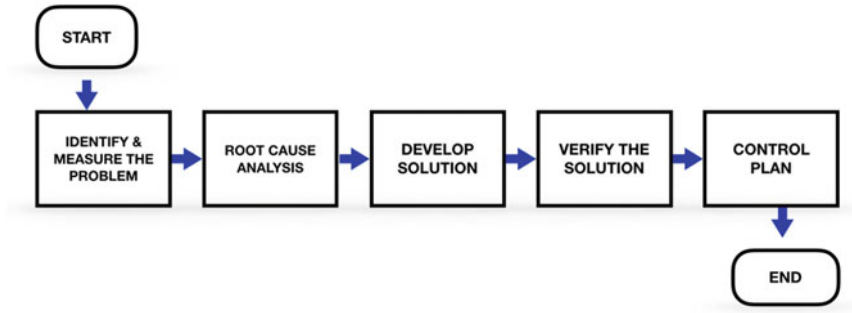 START
IDENTIFY &
MEASURE THE
PROBLEM
ROOT CAUSE
ANALYSIS
DEVELOP
SOLUTION
VERIFY THE
SOLUTION
CONTROL
PLAN
END